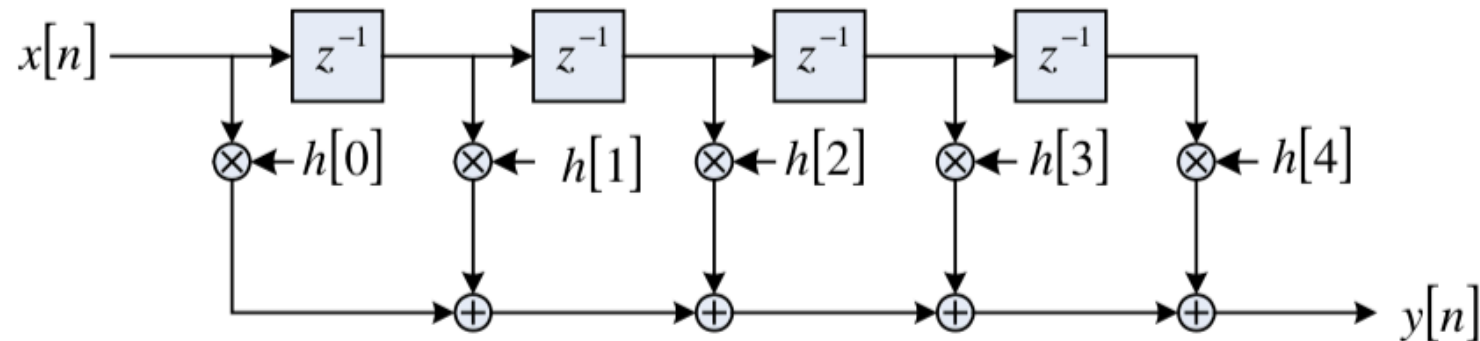 x[n] z⁻¹ z⁻¹ z⁻¹ z⁻¹
h[0] h[1] h[2] h[3] h[4]
y[n]